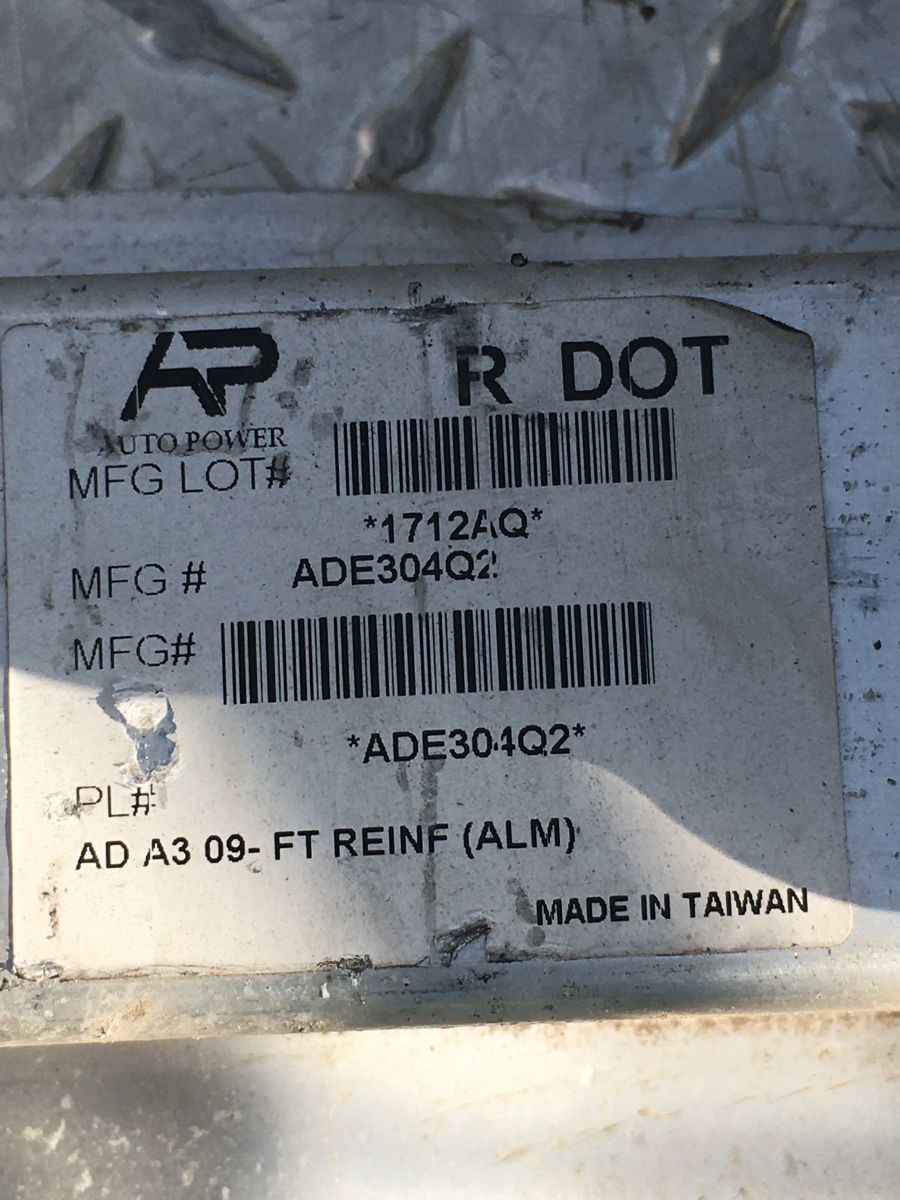 AP
R DOT
AUTO POWER
MFG LOT#
*1712AQ*
MFG # ADE304Q2
MFG#
*ADE304Q2*
PL#
AD A3 09- FT REINF (ALM)
MADE IN TAIWAN